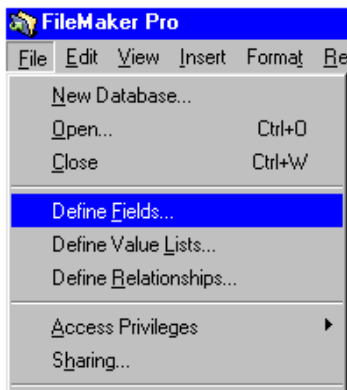 FileMaker Pro
File Edit View Insert Format Re
New Database...
Open... Ctrl+O
Close Ctrl+W
Define Fields...
Define Value Lists...
Define Relationships...
Access Privileges
Sharing...